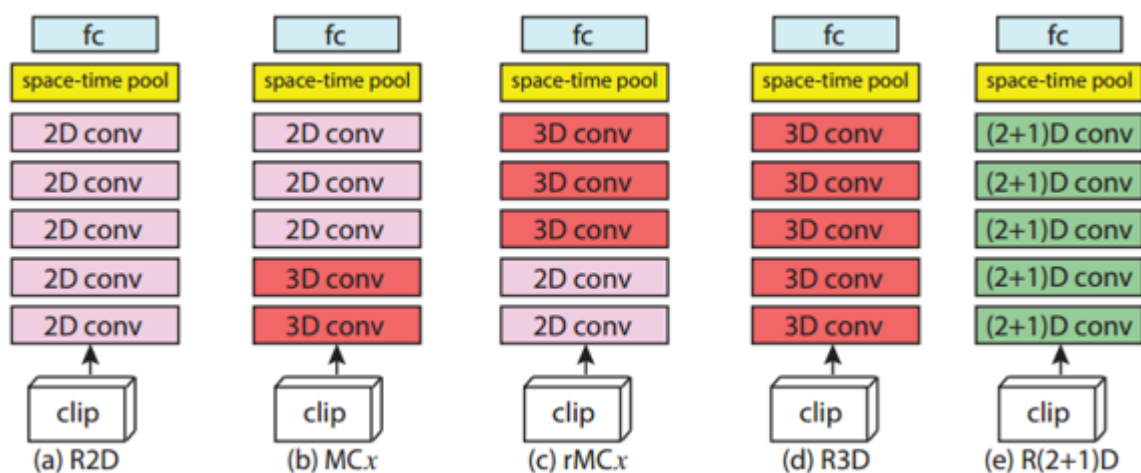 fc fc fc fc fc
space-time pool space-time pool space-time pool space-time pool space-time pool
2D conv 2D conv 3D conv 3D conv (2+1)D conv
2D conv 2D conv 3D conv 3D conv (2+1)D conv
2D conv 2D conv 3D conv 3D conv (2+1)D conv
2D conv 3D conv 2D conv 3D conv (2+1)D conv
2D conv 3D conv 2D conv 3D conv (2+1)D conv
clip clip clip clip clip
(a) R2D (b) MCx (c) rMCx (d) R3D (e) R(2+1)D